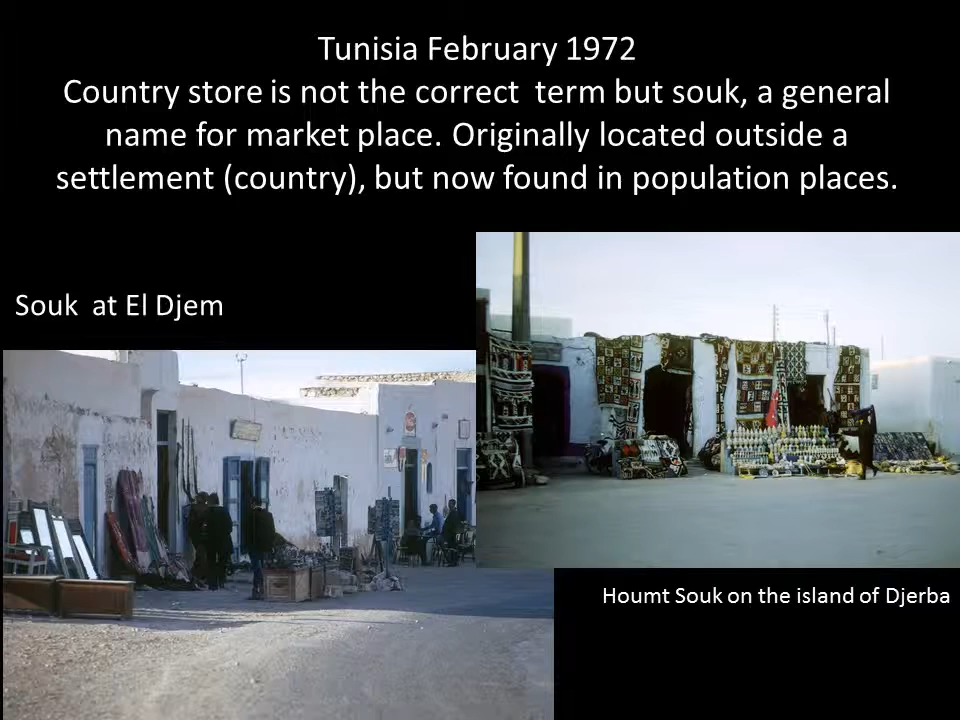 Tunisia February 1972
Country store is not the correct  term but souk, a general
name for market place. Originally located outside a
settlement (country), but now found in population places.
Souk  at El Djem
Houmt Souk on the island of Djerba